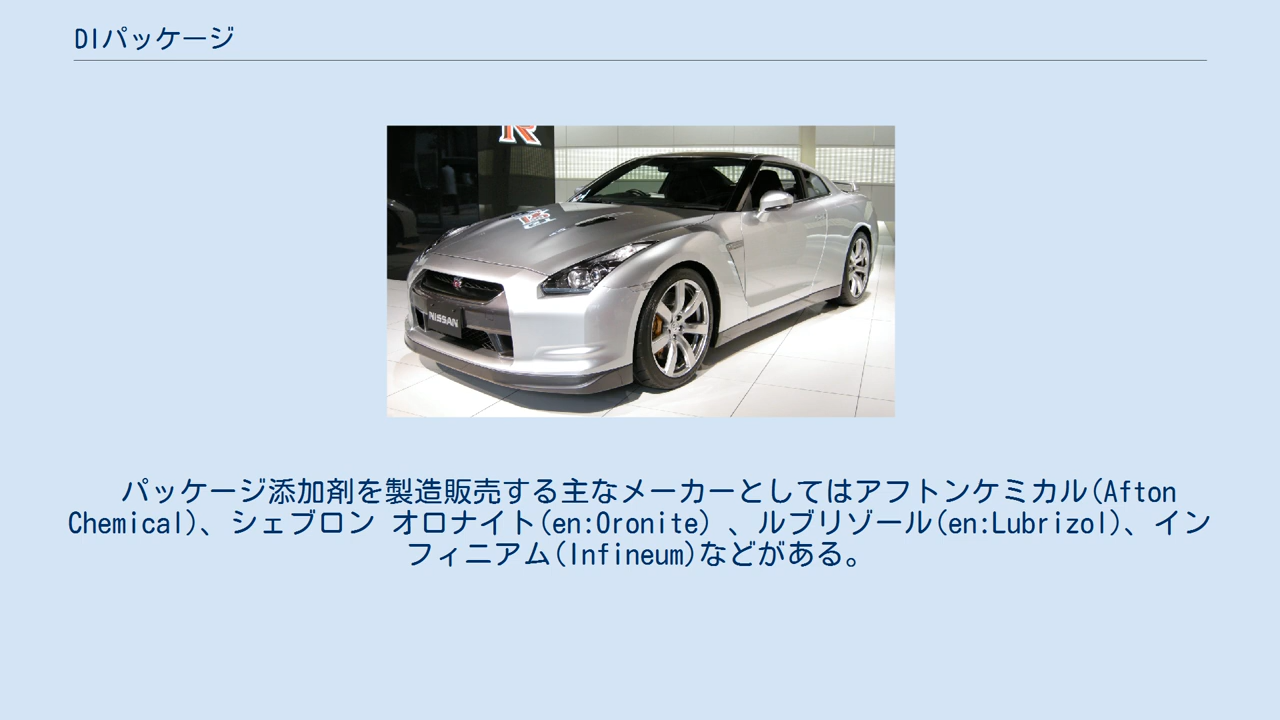 DIパッケージ
R
NISSAN
パッケージ添加剤を製造販売する主なメーカーとしてはアフトンケミカル(Afton
Chemical)、シェブロン オロナイト(en:Oronite) 、ルブリゾール(en:Lubrizol)、イン
フィニアム(Infineum)などがある。